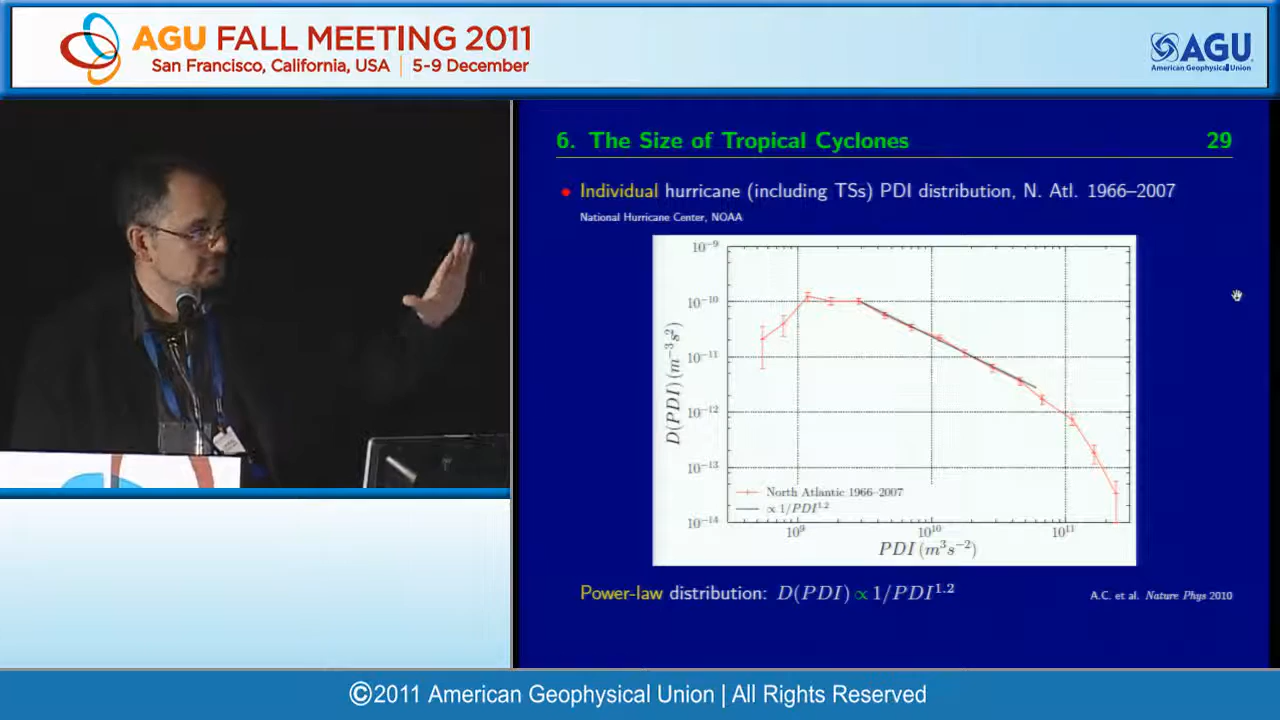 AGU FALL MEETING 2011
San Francisco, California, USA | 5-9 December
AGU
American Geophysical Union
6. The Size of Tropical Cyclones 29
Individual hurricane (including TSs) PDI distribution, N. Atl. 1966–2007
National Hurricane Center, NOAA
10⁻⁹
10⁻¹⁰
10⁻¹¹
10⁻¹²
10⁻¹³
10⁻¹⁴
D(PDI) (m⁻³s²)
North Atlantic 1966–2007
∝ 1/PDI¹·²
10⁹ 10¹⁰ 10¹¹
PDI (m³s⁻²)
Power-law distribution: D(PDI) ∝ 1/PDI¹·²
A.C. et al. Nature Phys 2010
©2011 American Geophysical Union | All Rights Reserved